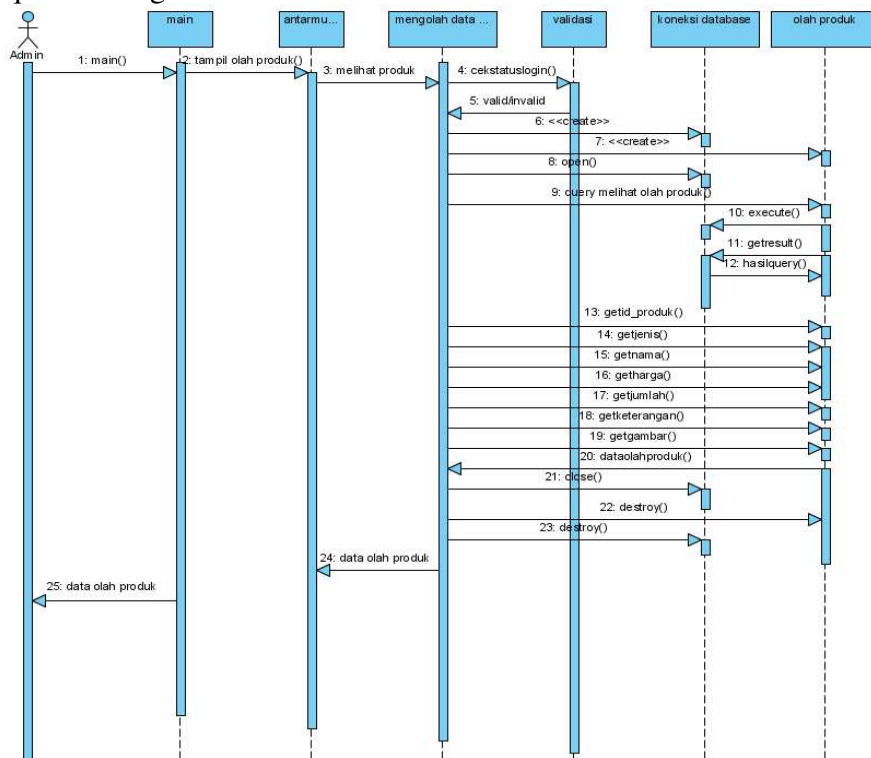 main
antarmu...
mengolah data ...
validasi
koneksi database
olah produk
Admin
1: main()
2: tampil olah produk()
3: melihat produk
4: cekstatuslogin()
5: valid/invalid
6: <<create>>
7: <<create>>
8: open()
9: query melihat olah produk()
10: execute()
11: getresult()
12: hasilquery()
13: getid_produk()
14: getjenis()
15: getnama()
16: getharga()
17: getjumlah()
18: getketerangan()
19: getgambar()
20: dataolahproduk()
21: close()
22: destroy()
23: destroy()
24: data olah produk
25: data olah produk